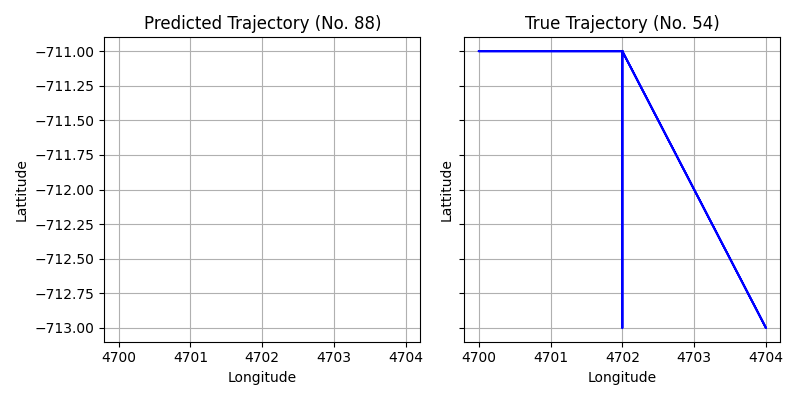 Predicted Trajectory (No. 88)
Lattitude
−711.00
−711.25
−711.50
−711.75
−712.00
−712.25
−712.50
−712.75
−713.00
4700 4701 4702 4703 4704
Longitude
True Trajectory (No. 54)
Lattitude
4700 4701 4702 4703 4704
Longitude